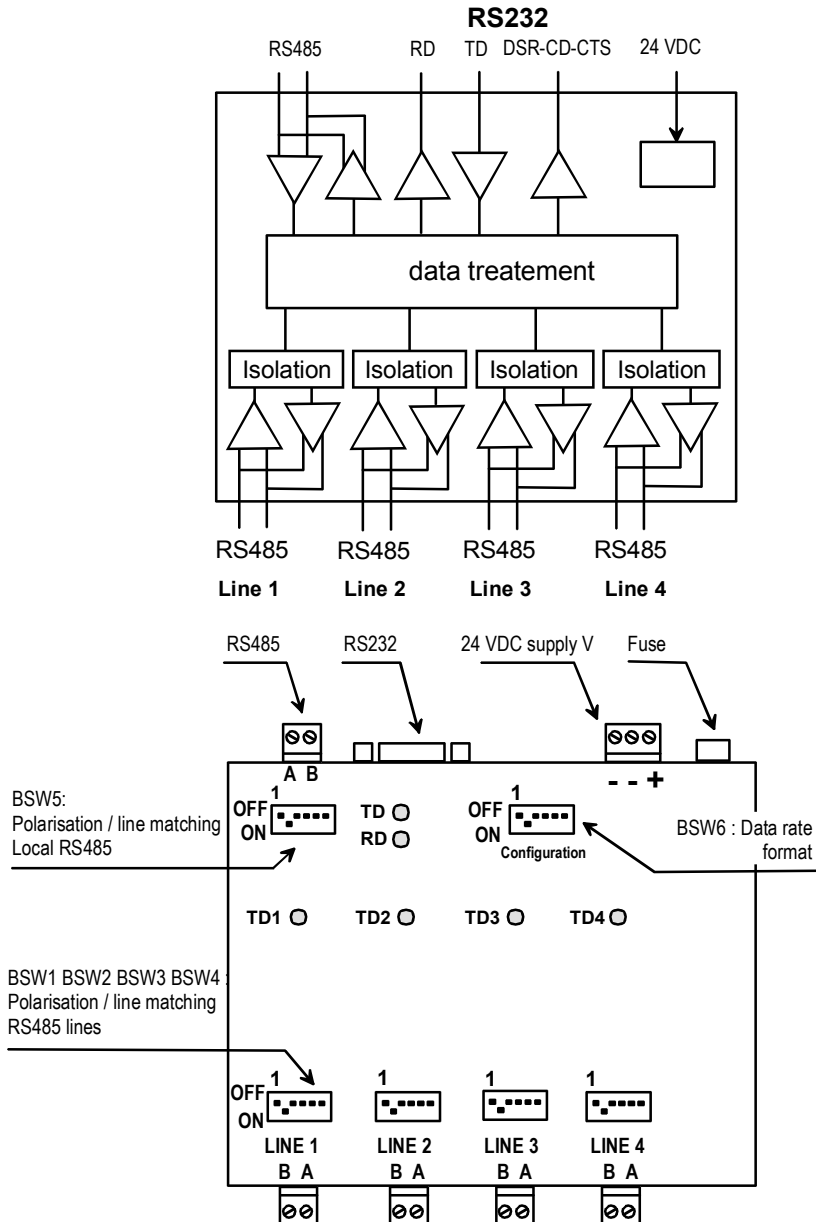 RS232
RS485 RD TD DSR-CD-CTS 24 VDC
data treatement
Isolation Isolation Isolation Isolation
RS485 RS485 RS485 RS485
Line 1 Line 2 Line 3 Line 4
RS485 RS232 24 VDC supply V Fuse
A B - - +
BSW5:
Polarisation / line matching
Local RS485
1
OFF
ON
TD
RD
1
OFF
ON
Configuration
BSW6 : Data rate
format
TD1 TD2 TD3 TD4
BSW1 BSW2 BSW3 BSW4 :
Polarisation / line matching
RS485 lines
1 1 1 1
OFF
ON
LINE 1 LINE 2 LINE 3 LINE 4
B A B A B A B A